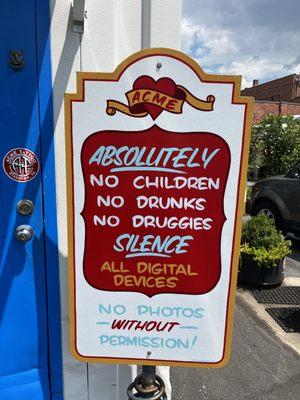 ACME
ABSOLUTELY
NO CHILDREN
NO DRUNKS
NO DRUGGIES
SILENCE
ALL DIGITAL
DEVICES
NO PHOTOS
WITHOUT
PERMISSION!